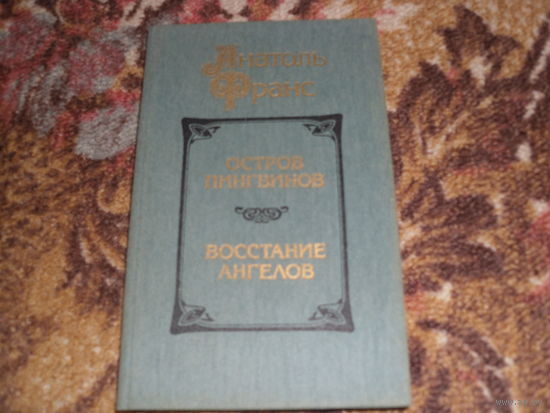 Анатоль
Франс
ОСТРОВ
ПИНГВИНОВ
ВОССТАНИЕ
АНГЕЛОВ